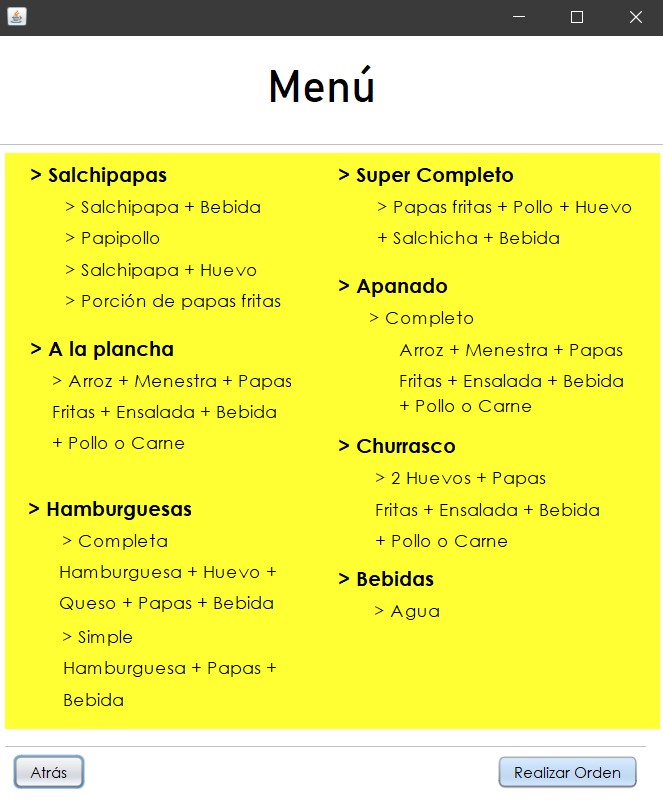 Menú
> Salchipapas
> Salchipapa + Bebida
> Papipollo
> Salchipapa + Huevo
> Porción de papas fritas
> A la plancha
> Arroz + Menestra + Papas
Fritas + Ensalada + Bebida
+ Pollo o Carne
> Hamburguesas
> Completa
Hamburguesa + Huevo +
Queso + Papas + Bebida
> Simple
Hamburguesa + Papas +
Bebida
> Super Completo
> Papas fritas + Pollo + Huevo
+ Salchicha + Bebida
> Apanado
> Completo
Arroz + Menestra + Papas
Fritas + Ensalada + Bebida
+ Pollo o Carne
> Churrasco
> 2 Huevos + Papas
Fritas + Ensalada + Bebida
+ Pollo o Carne
> Bebidas
> Agua
Atrás
Realizar Orden